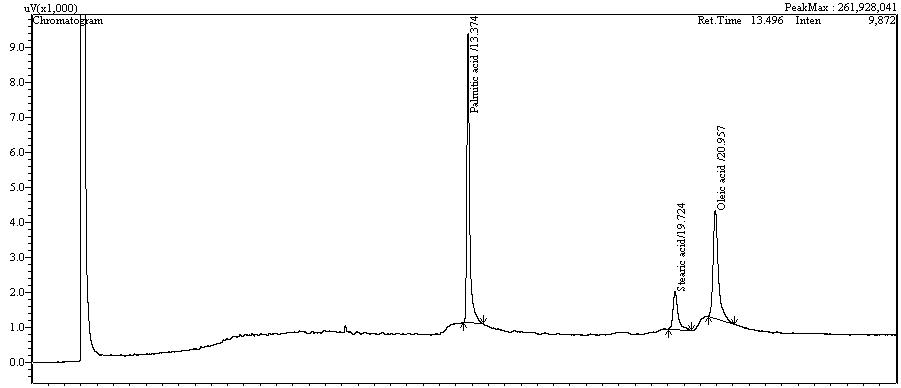 uV(x1,000)
PeakMax : 261,928,041
Chromatogram
Ret.Time 13.496 Inten 9,872
9.0
8.0
7.0
6.0
5.0
4.0
3.0
2.0
1.0
0.0
Palmitic acid /13.374
Stearic acid/19.724
Oleic acid /20.957